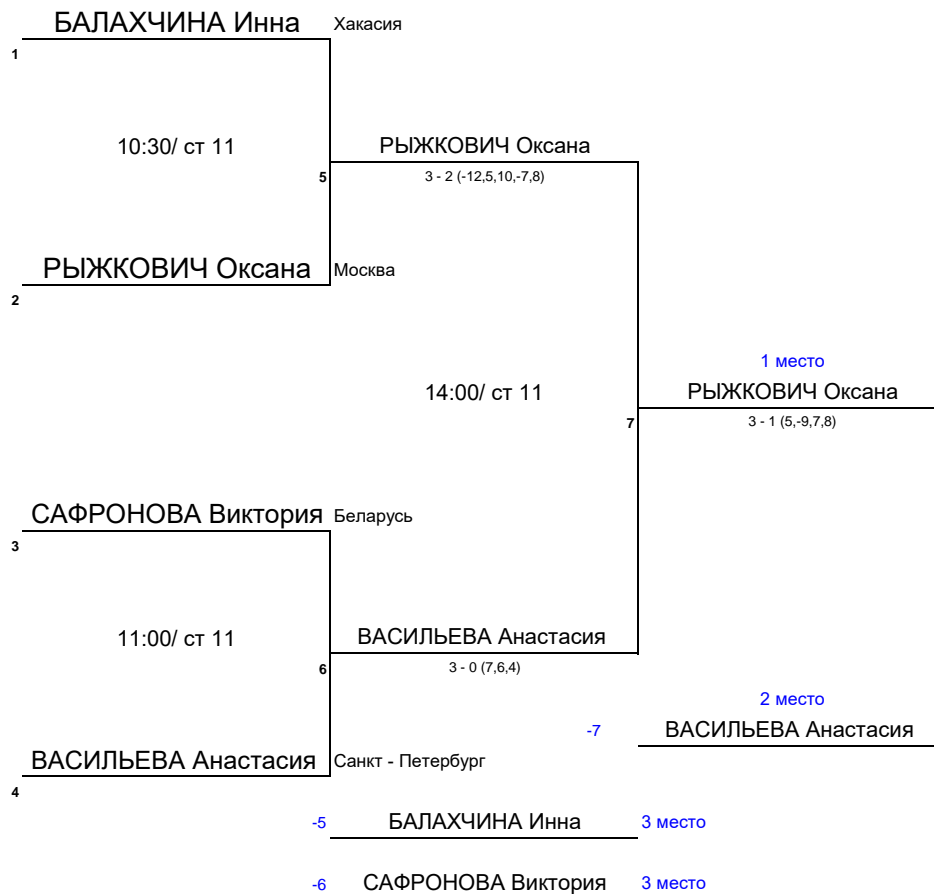 БАЛАХЧИНА Инна Хакасия
1
10:30/ ст 11
РЫЖКОВИЧ Оксана
5
3 - 2 (-12,5,10,-7,8)
РЫЖКОВИЧ Оксана Москва
2
1 место
14:00/ ст 11
РЫЖКОВИЧ Оксана
7
3 - 1 (5,-9,7,8)
САФРОНОВА Виктория Беларусь
3
11:00/ ст 11
ВАСИЛЬЕВА Анастасия
6
3 - 0 (7,6,4)
2 место
-7 ВАСИЛЬЕВА Анастасия
ВАСИЛЬЕВА Анастасия Санкт - Петербург
4
-5 БАЛАХЧИНА Инна 3 место
-6 САФРОНОВА Виктория 3 место